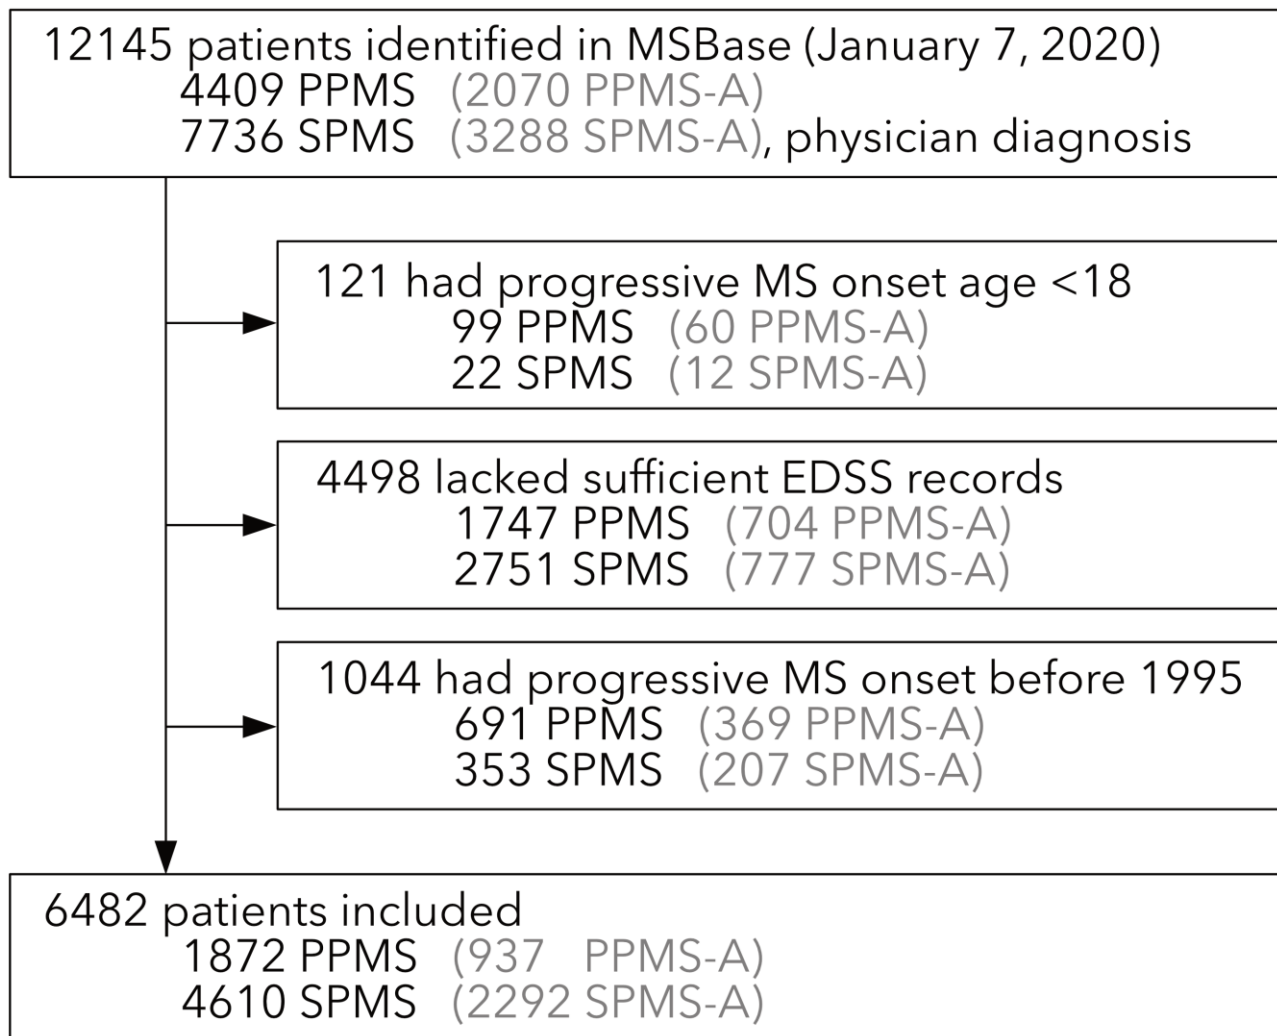 12145 patients identified in MSBase (January 7, 2020)
4409 PPMS (2070 PPMS-A)
7736 SPMS (3288 SPMS-A), physician diagnosis
121 had progressive MS onset age <18
99 PPMS (60 PPMS-A)
22 SPMS (12 SPMS-A)
4498 lacked sufficient EDSS records
1747 PPMS (704 PPMS-A)
2751 SPMS (777 SPMS-A)
1044 had progressive MS onset before 1995
691 PPMS (369 PPMS-A)
353 SPMS (207 SPMS-A)
6482 patients included
1872 PPMS (937 PPMS-A)
4610 SPMS (2292 SPMS-A)